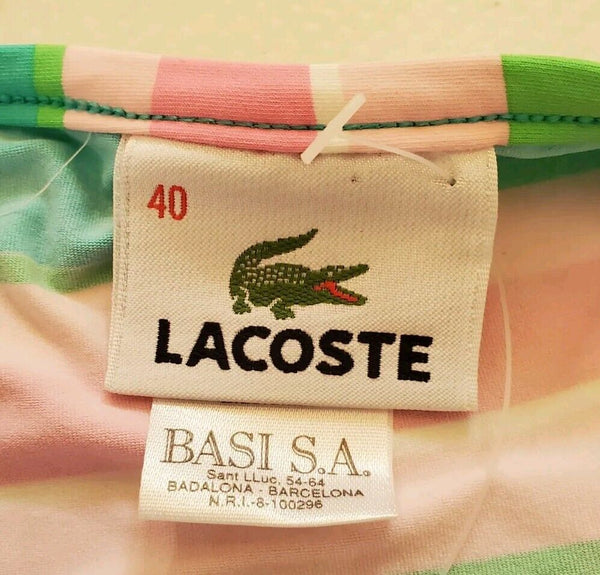 40
LACOSTE
BASI S.A.
Sant LLuc, 54-64
BADALONA - BARCELONA
N.R.I.-8-100296